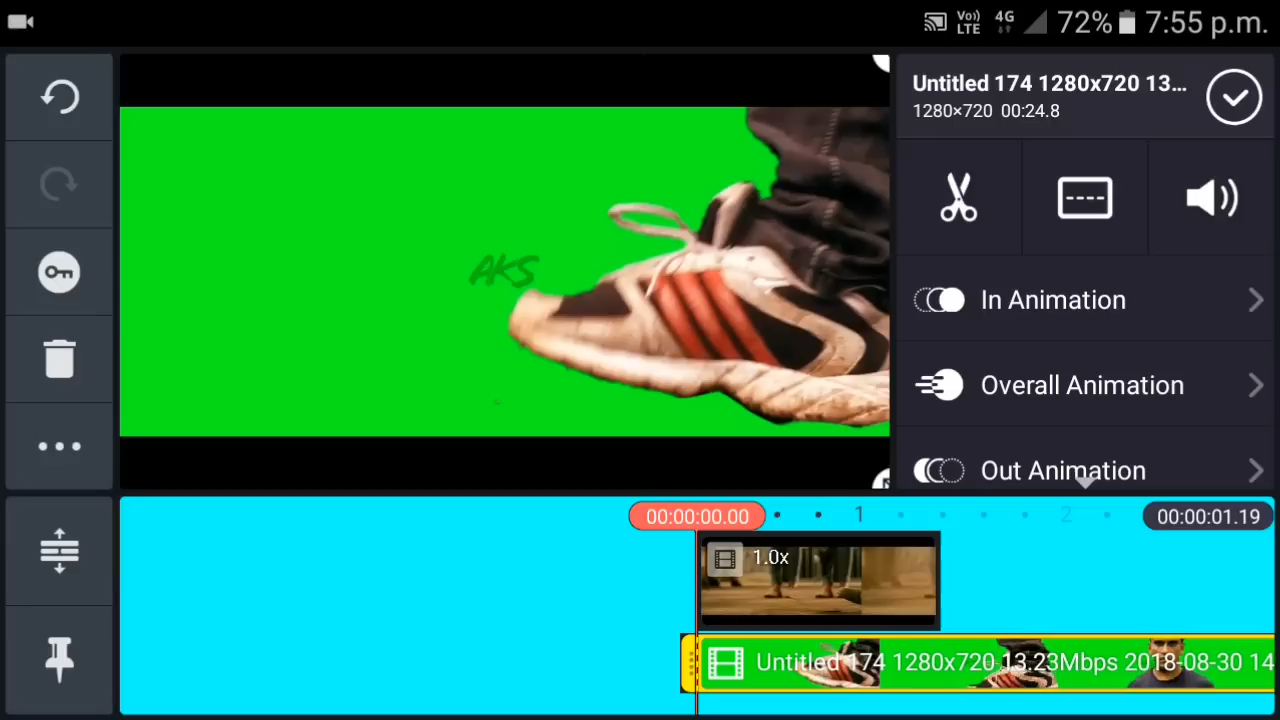 Vo))
LTE
4G
72%
7:55 p.m.
Untitled 174 1280x720 13...
1280×720 00:24.8
AKS
In Animation
Overall Animation
Out Animation
00:00:00.00
1
2
00:00:01.19
1.0x
Untitled 174 1280x720-13.23Mbps 2018-08-30 14